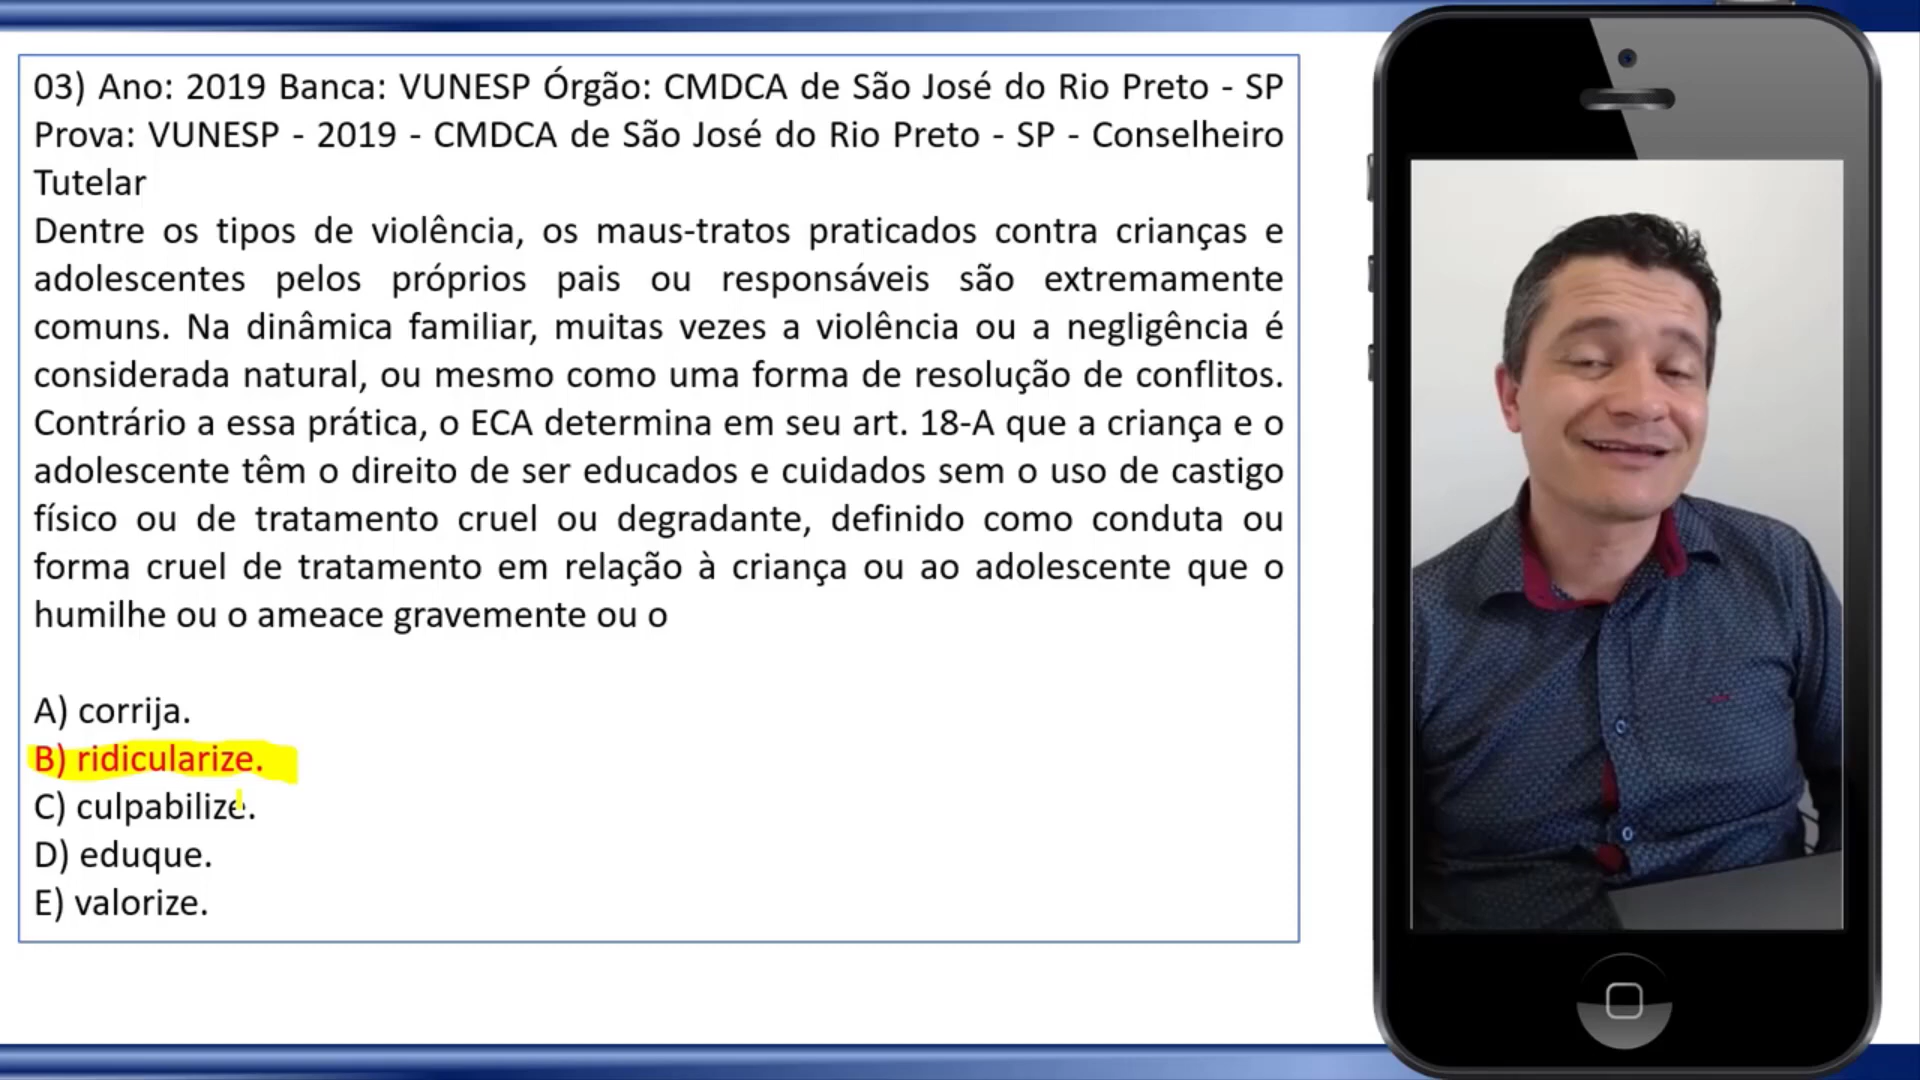 03) Ano: 2019 Banca: VUNESP Órgão: CMDCA de São José do Rio Preto - SP
Prova: VUNESP - 2019 - CMDCA de São José do Rio Preto - SP - Conselheiro
Tutelar
Dentre os tipos de violência, os maus-tratos praticados contra crianças e
adolescentes pelos próprios pais ou responsáveis são extremamente
comuns. Na dinâmica familiar, muitas vezes a violência ou a negligência é
considerada natural, ou mesmo como uma forma de resolução de conflitos.
Contrário a essa prática, o ECA determina em seu art. 18-A que a criança e o
adolescente têm o direito de ser educados e cuidados sem o uso de castigo
físico ou de tratamento cruel ou degradante, definido como conduta ou
forma cruel de tratamento em relação à criança ou ao adolescente que o
humilhe ou o ameace gravemente ou o
A) corrija.
B) ridicularize.
C) culpabilize.
D) eduque.
E) valorize.